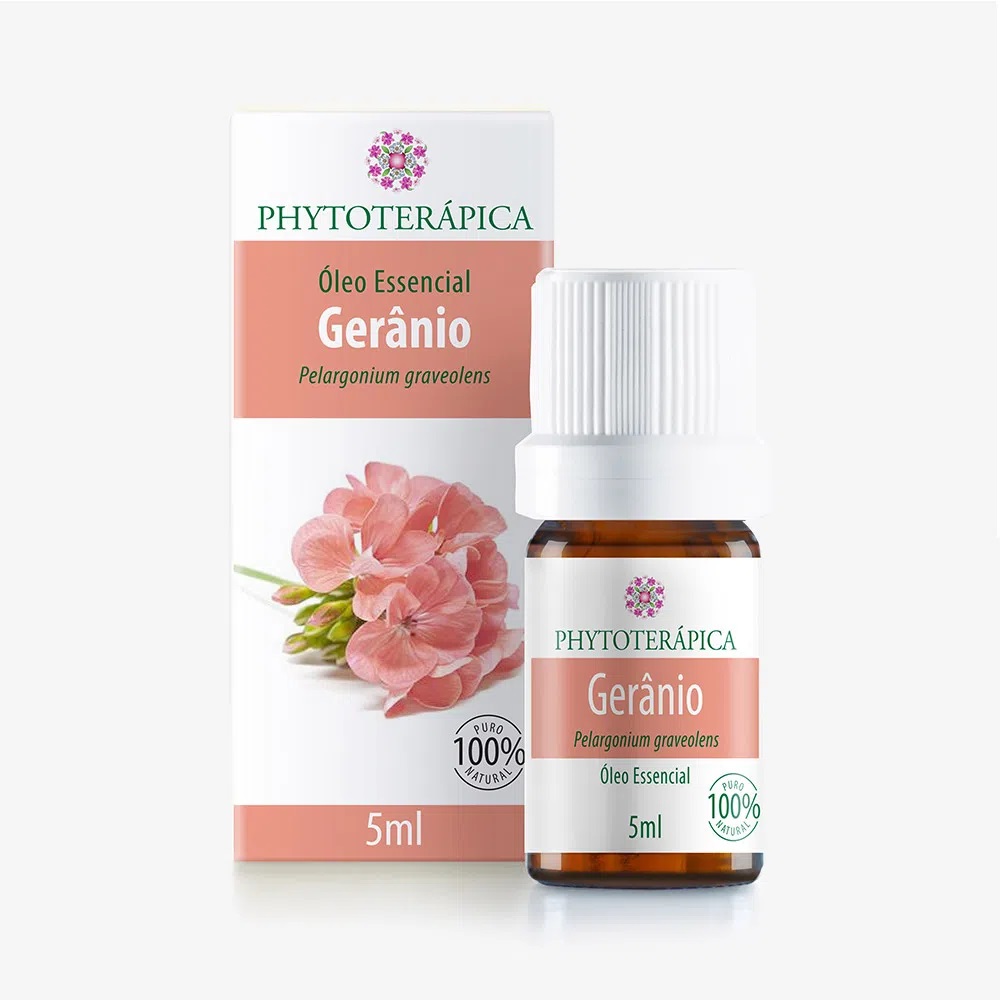 PHYTOTERÁPICA
Óleo Essencial
Gerânio
Pelargonium graveolens
PURO
100%
NATURAL
5ml
PHYTOTERÁPICA
Gerânio
Pelargonium graveolens
Óleo Essencial
PURO
100%
NATURAL
5ml